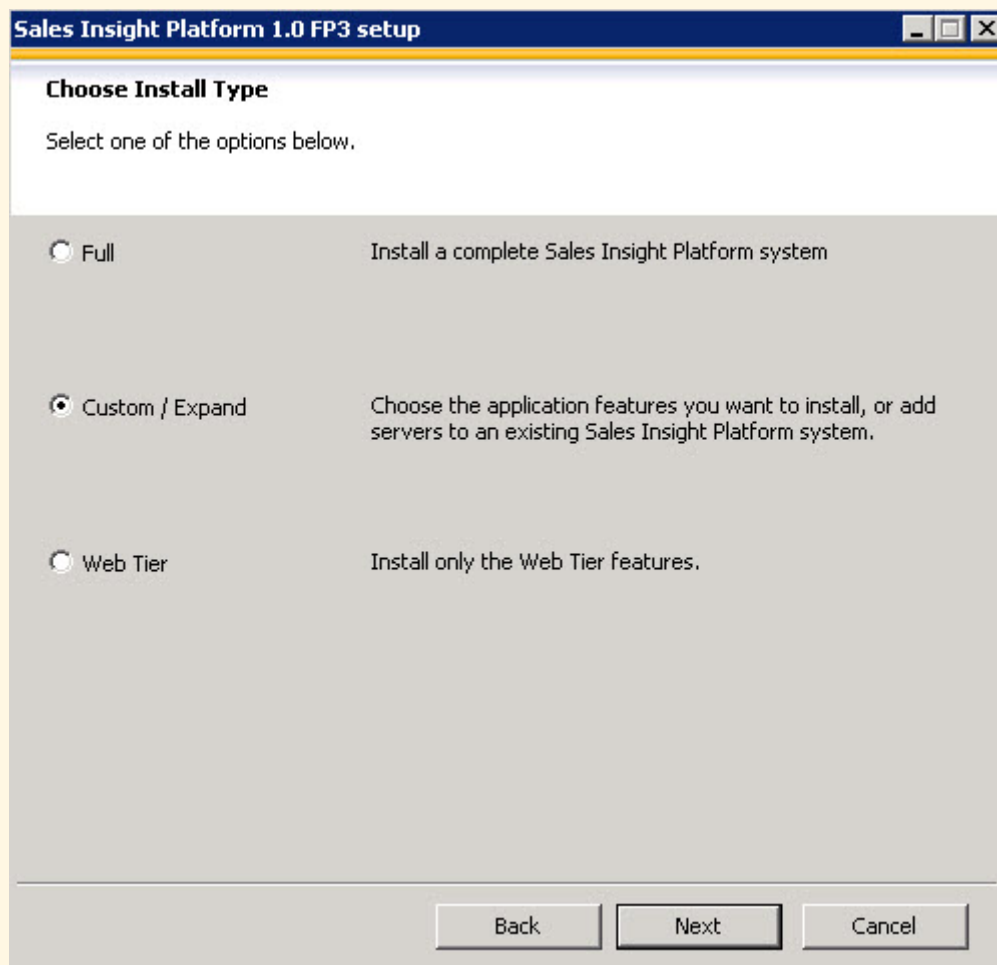 Sales Insight Platform 1.0 FP3 setup
Choose Install Type
Select one of the options below.
Full
Install a complete Sales Insight Platform system
Custom / Expand
Choose the application features you want to install, or add
servers to an existing Sales Insight Platform system.
Web Tier
Install only the Web Tier features.
Back
Next
Cancel